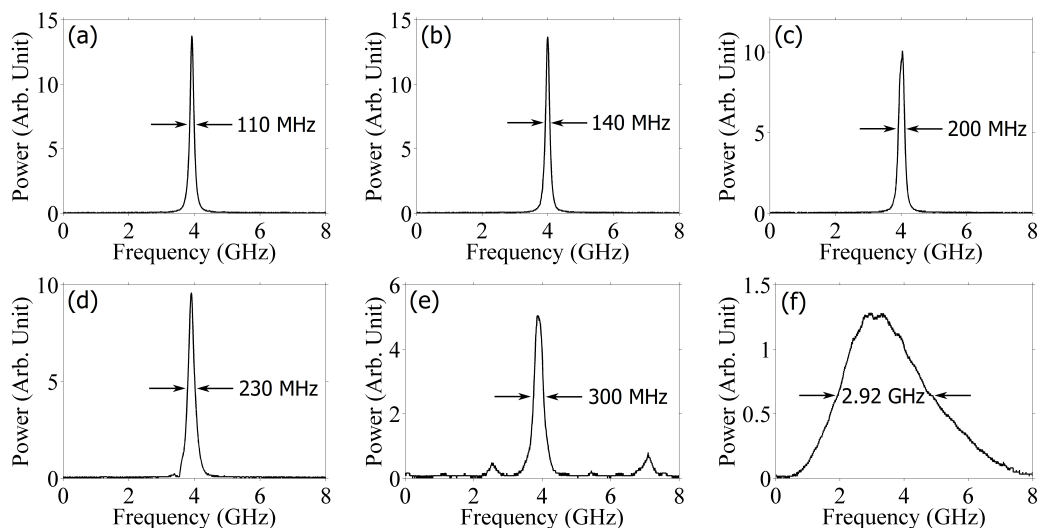 (a)
Power (Arb. Unit)
15
10
5
0
110 MHz
0 2 4 6 8
Frequency (GHz)
(b)
Power (Arb. Unit)
15
10
5
0
140 MHz
0 2 4 6 8
Frequency (GHz)
(c)
Power (Arb. Unit)
10
5
0
200 MHz
0 2 4 6 8
Frequency (GHz)
(d)
Power (Arb. Unit)
10
5
0
230 MHz
0 2 4 6 8
Frequency (GHz)
(e)
Power (Arb. Unit)
6
4
2
0
300 MHz
0 2 4 6 8
Frequency (GHz)
(f)
Power (Arb. Unit)
1.5
1
0.5
0
2.92 GHz
0 2 4 6 8
Frequency (GHz)